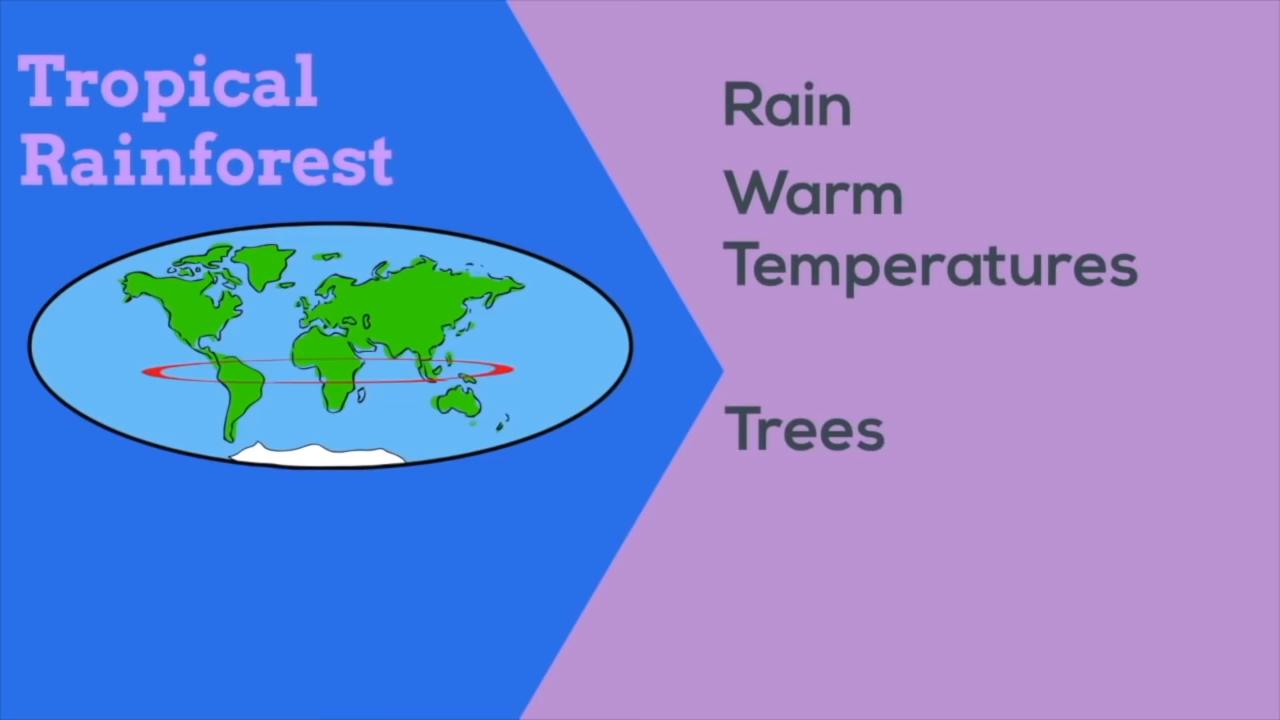 Tropical
Rainforest
Rain
Warm
Temperatures
Trees